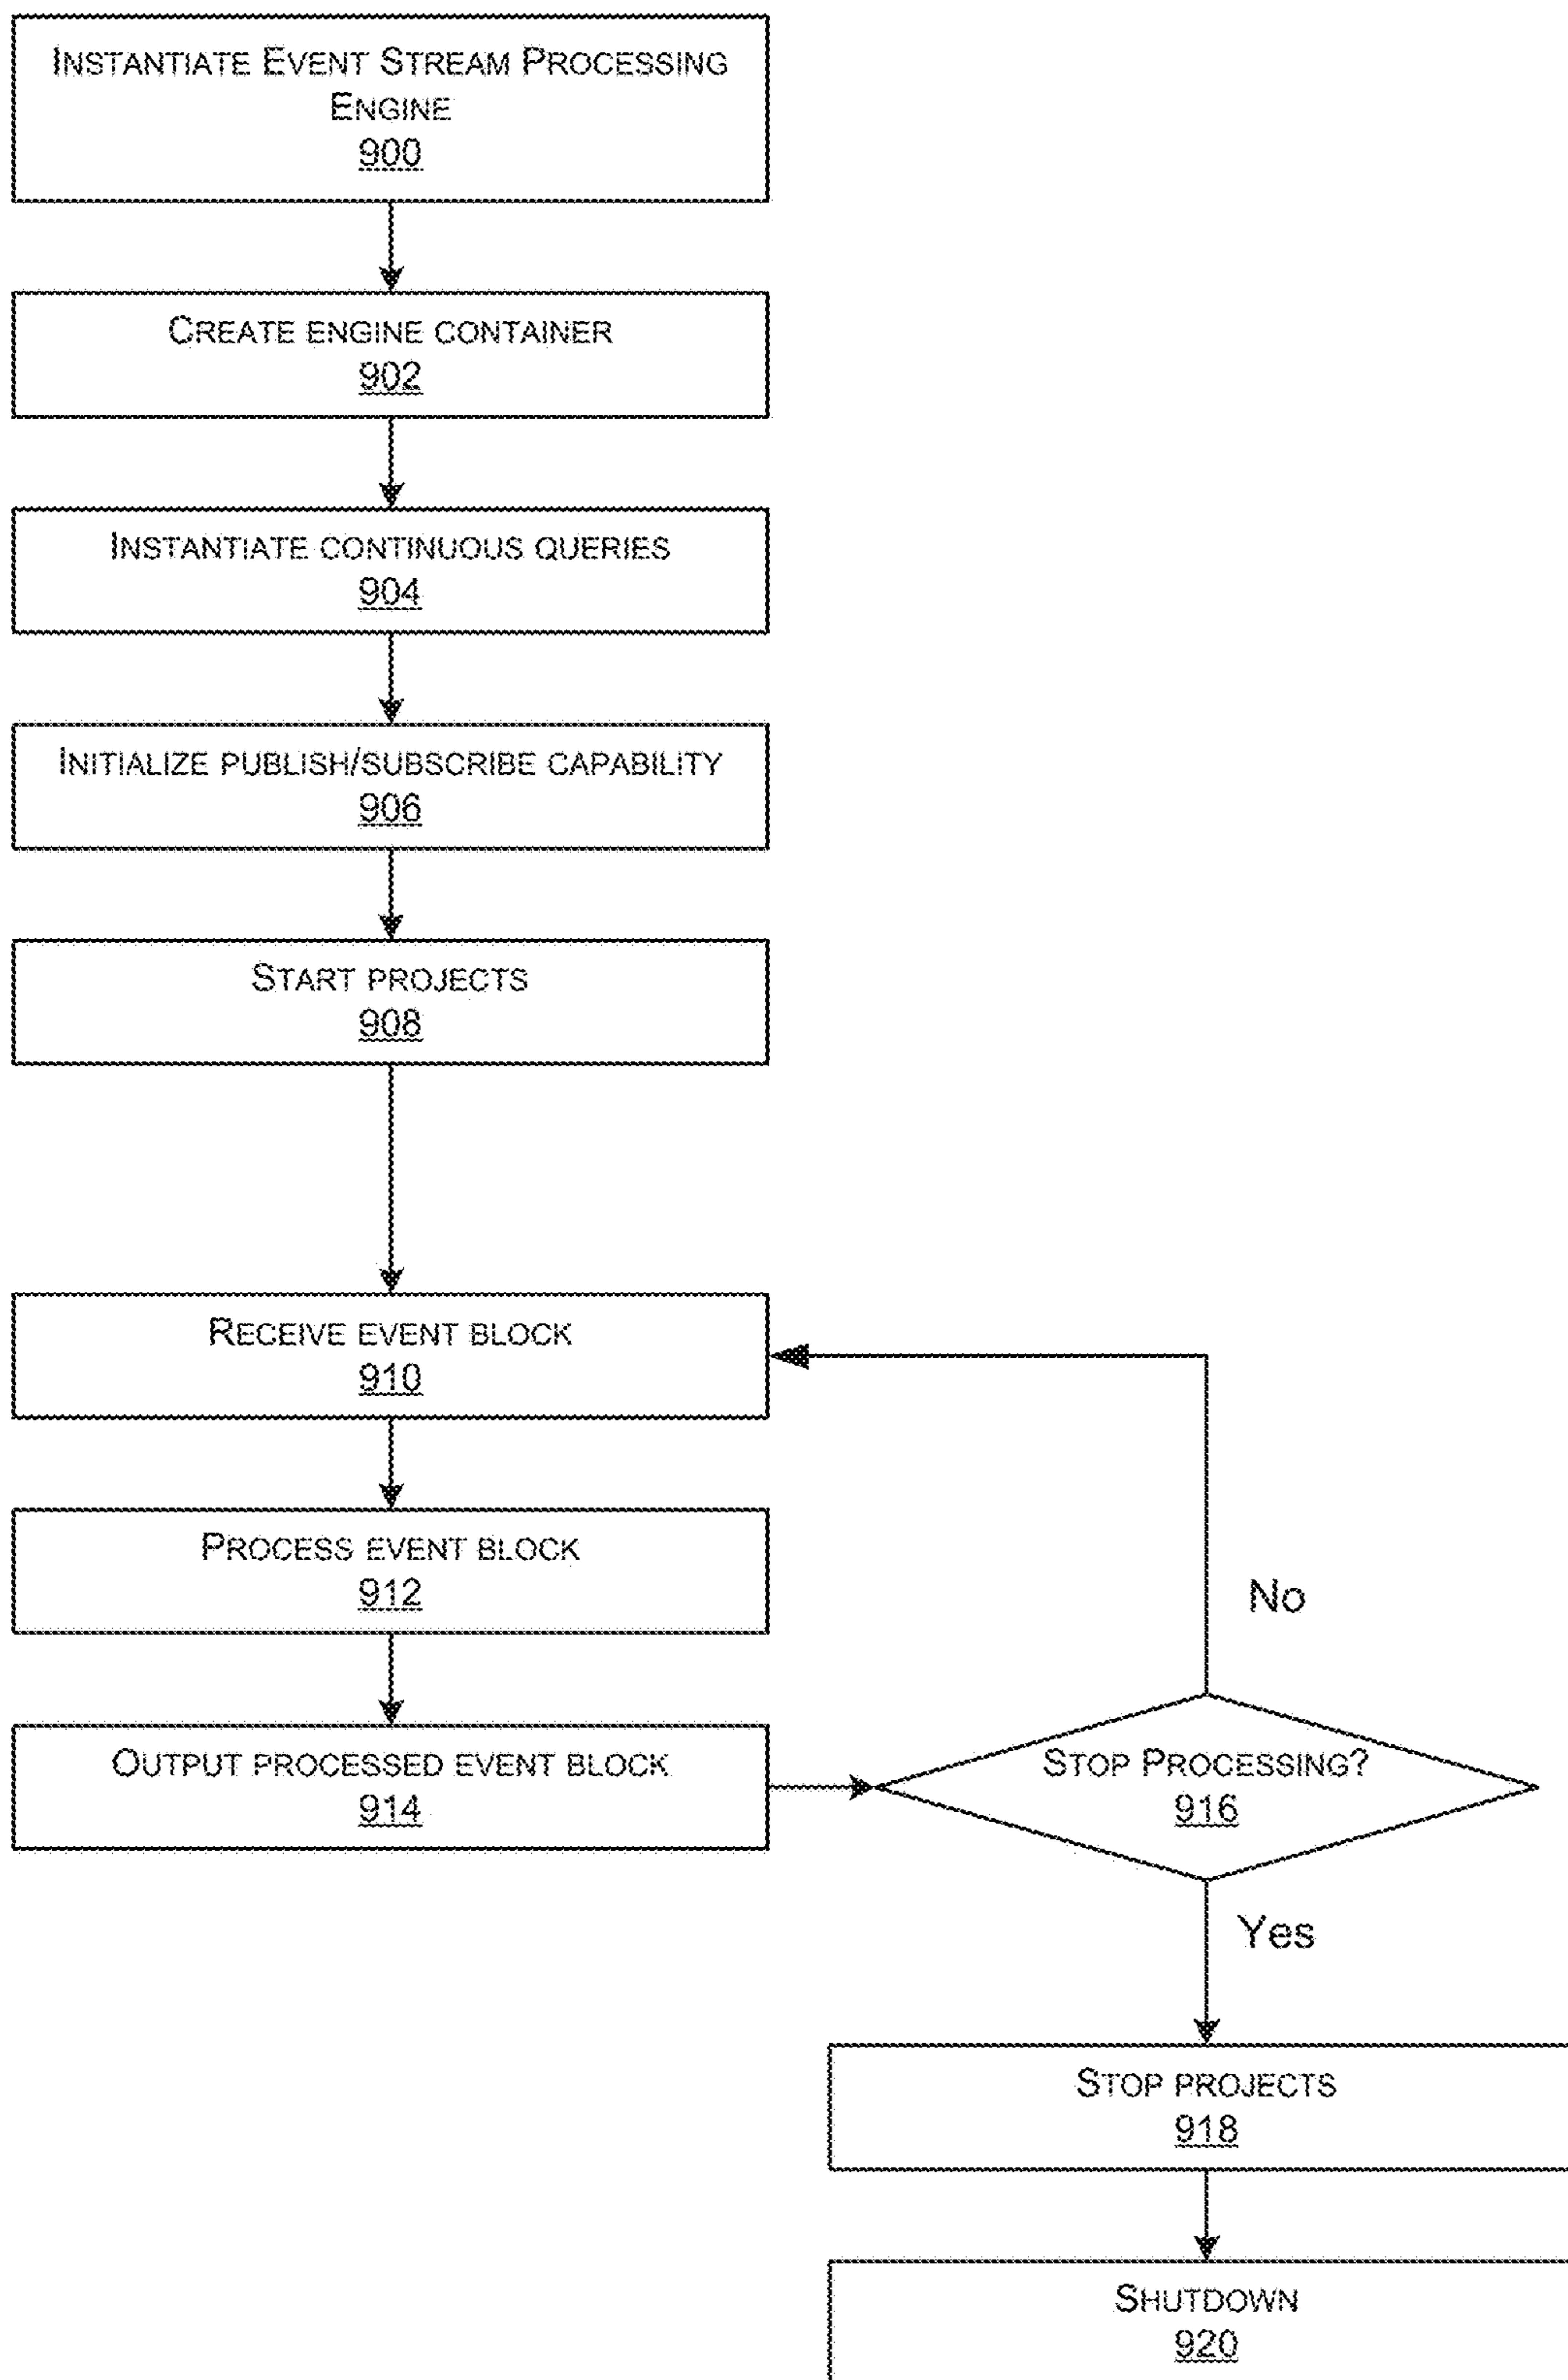 INSTANTIATE EVENT STREAM PROCESSING
ENGINE
900
CREATE ENGINE CONTAINER
902
INSTANTIATE CONTINUOUS QUERIES
904
INITIALIZE PUBLISH/SUBSCRIBE CAPABILITY
906
START PROJECTS
908
RECEIVE EVENT BLOCK
910
PROCESS EVENT BLOCK
912
No
OUTPUT PROCESSED EVENT BLOCK
914
STOP PROCESSING?
916
Yes
STOP PROJECTS
918
SHUTDOWN
920